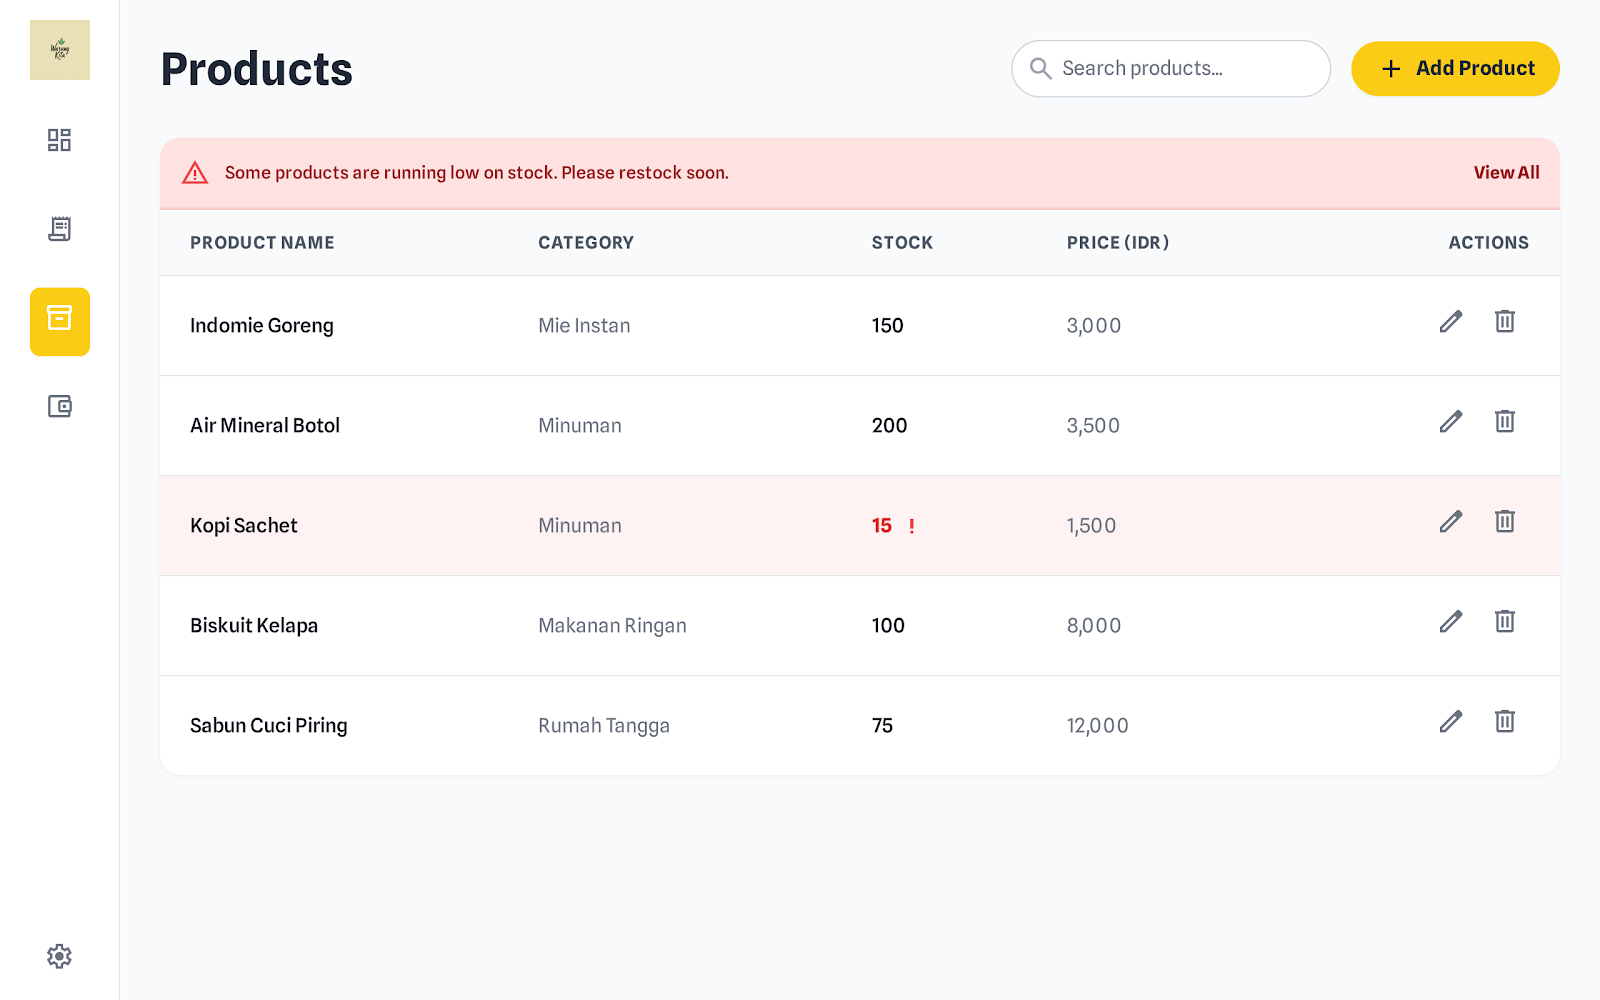 Warung
Kita
Products
Search products...
Add Product
Some products are running low on stock. Please restock soon.
View All
PRODUCT NAME CATEGORY STOCK PRICE (IDR) ACTIONS
Indomie Goreng Mie Instan 150 3,000
Air Mineral Botol Minuman 200 3,500
Kopi Sachet Minuman 15 ! 1,500
Biskuit Kelapa Makanan Ringan 100 8,000
Sabun Cuci Piring Rumah Tangga 75 12,000